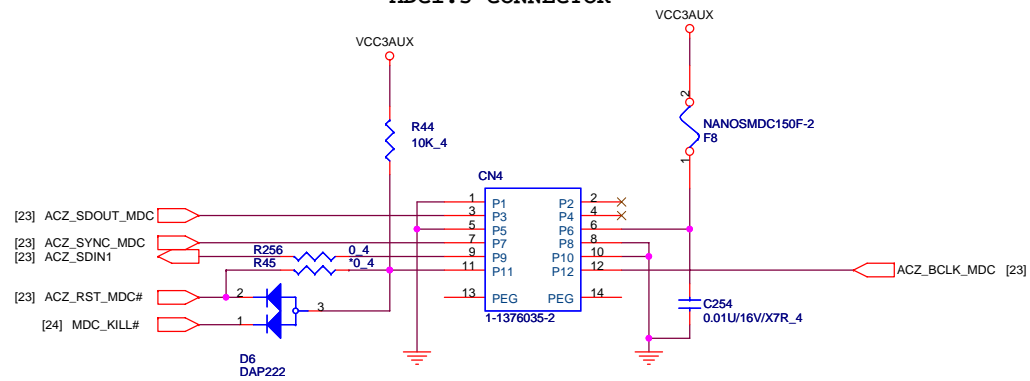 VCC3AUX
VCC3AUX
2
NANOSMDC150F-2
F8
1
R44
10K_4
CN4
1 P1 P2 2
[23] ACZ_SDOUT_MDC 3 P3 P4 4
5 P5 P6 6
[23] ACZ_SYNC_MDC 7 P7 P8 8
[23] ACZ_SDIN1 R256 0_4 9 P9 P10 10
R45 *0_4 11 P11 P12 12 ACZ_BCLK_MDC [23]
13 PEG PEG 14
1-1376035-2
[23] ACZ_RST_MDC# 2
3
[24] MDC_KILL# 1
C254
0.01U/16V/X7R_4
D6
DAP222